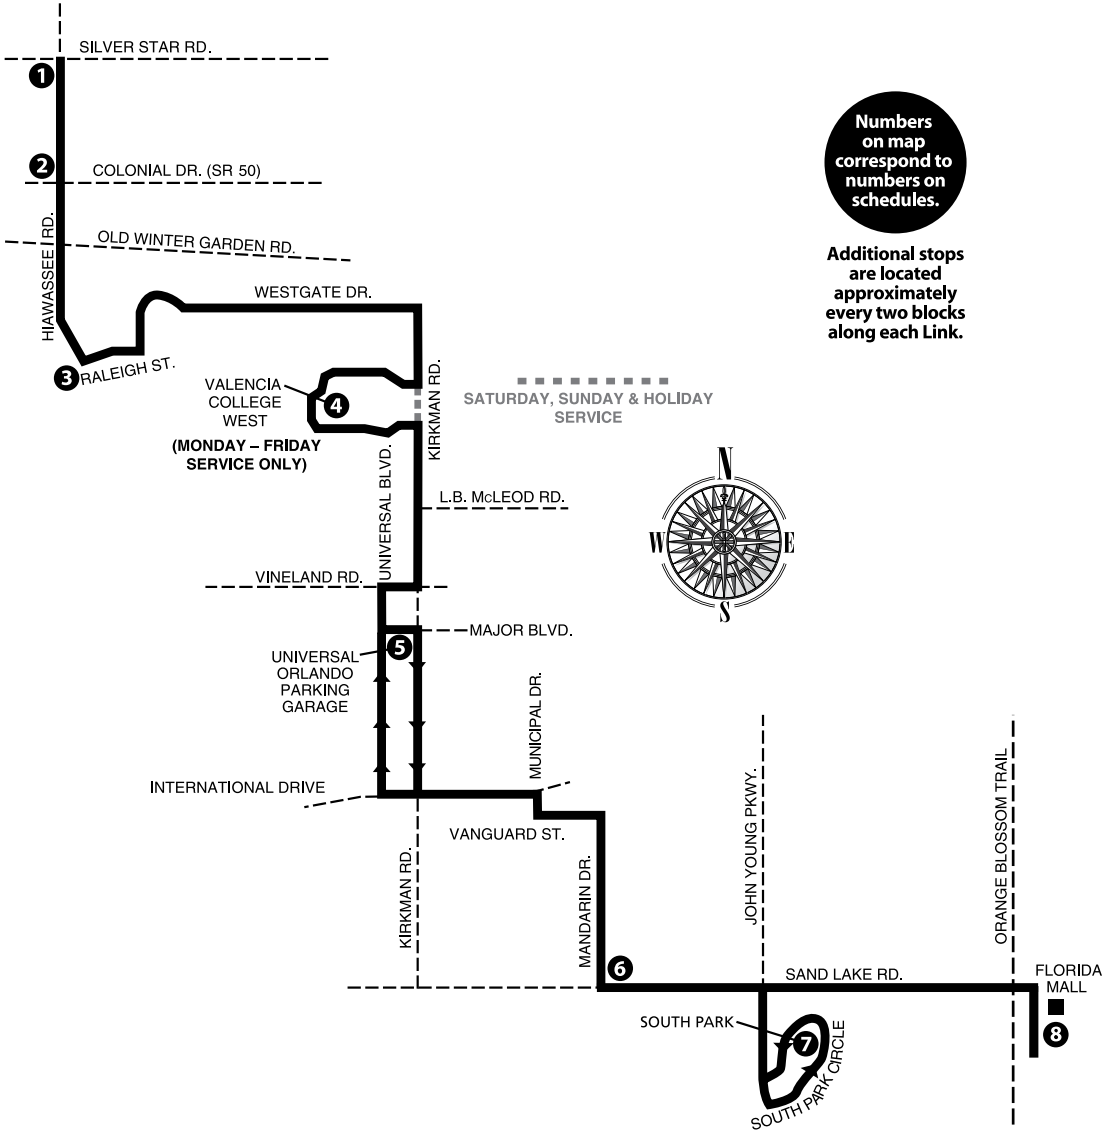 SILVER STAR RD.
1
2
COLONIAL DR. (SR 50)
HIAWASSEE RD.
OLD WINTER GARDEN RD.
WESTGATE DR.
3
RALEIGH ST.
VALENCIA
COLLEGE
WEST
4
(MONDAY – FRIDAY
SERVICE ONLY)
KIRKMAN RD.
SATURDAY, SUNDAY & HOLIDAY
SERVICE
Numbers
on map
correspond to
numbers on
schedules.
Additional stops
are located
approximately
every two blocks
along each Link.
N
W
E
S
UNIVERSAL BLVD.
L.B. McLEOD RD.
VINELAND RD.
MAJOR BLVD.
5
UNIVERSAL
ORLANDO
PARKING
GARAGE
MUNICIPAL DR.
INTERNATIONAL DRIVE
VANGUARD ST.
KIRKMAN RD.
MANDARIN DR.
JOHN YOUNG PKWY.
ORANGE BLOSSOM TRAIL
6
SAND LAKE RD.
FLORIDA
MALL
8
SOUTH PARK
7
SOUTH PARK CIRCLE